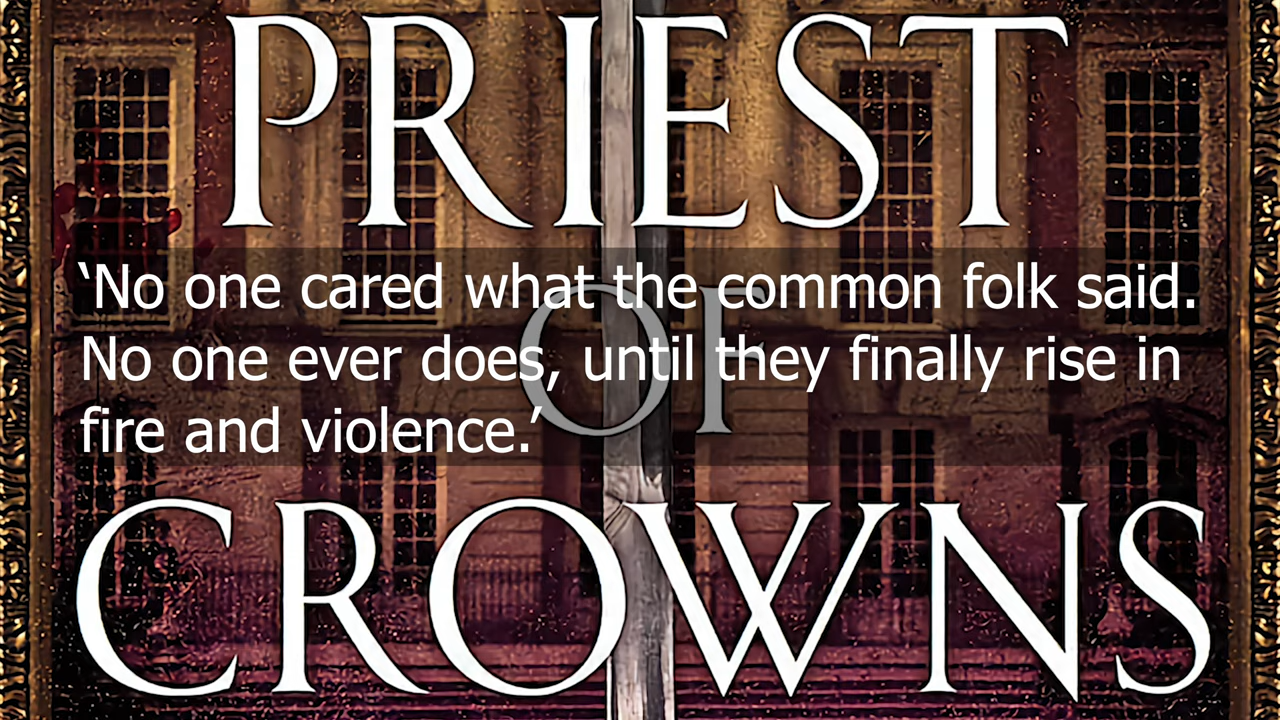 PRIEST
‘No one cared what the common folk said.
OF
No one ever does, until they finally rise in
fire and violence.’
CROWNS